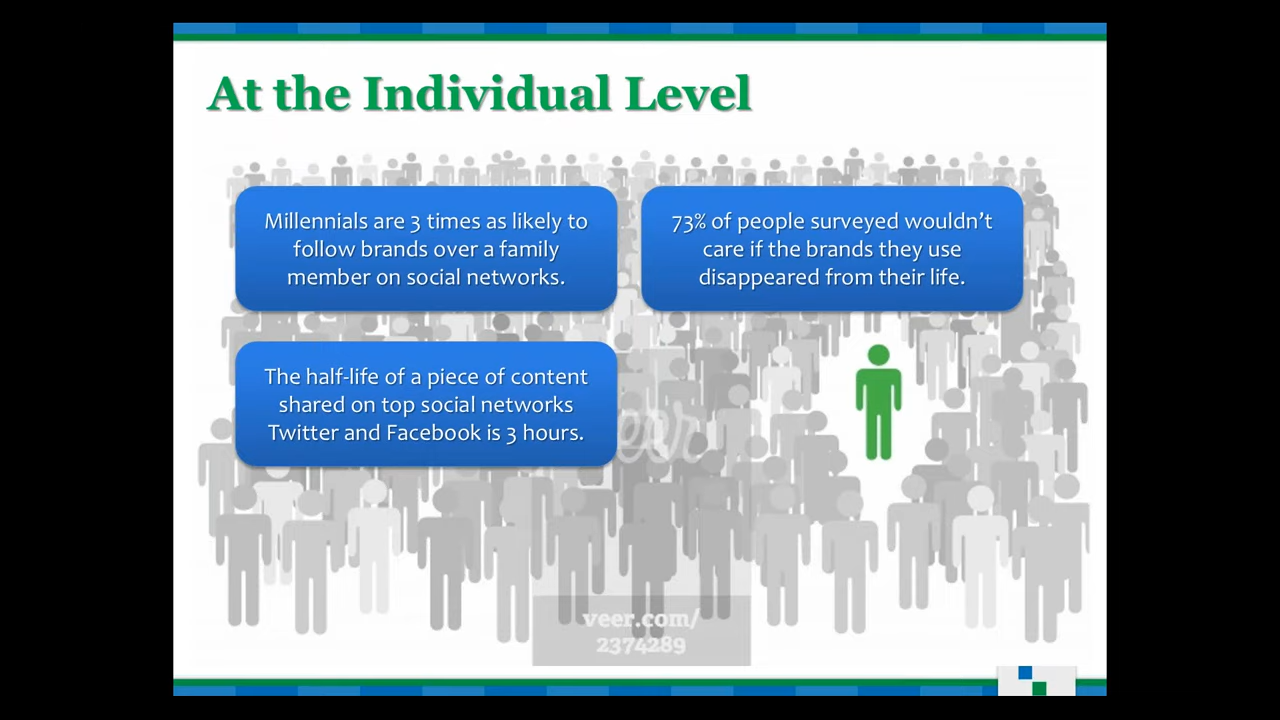 At the Individual Level
Millennials are 3 times as likely to
follow brands over a family
member on social networks.
73% of people surveyed wouldn't
care if the brands they use
disappeared from their life.
The half-life of a piece of content
shared on top social networks
Twitter and Facebook is 3 hours.
veer.com/
2374289